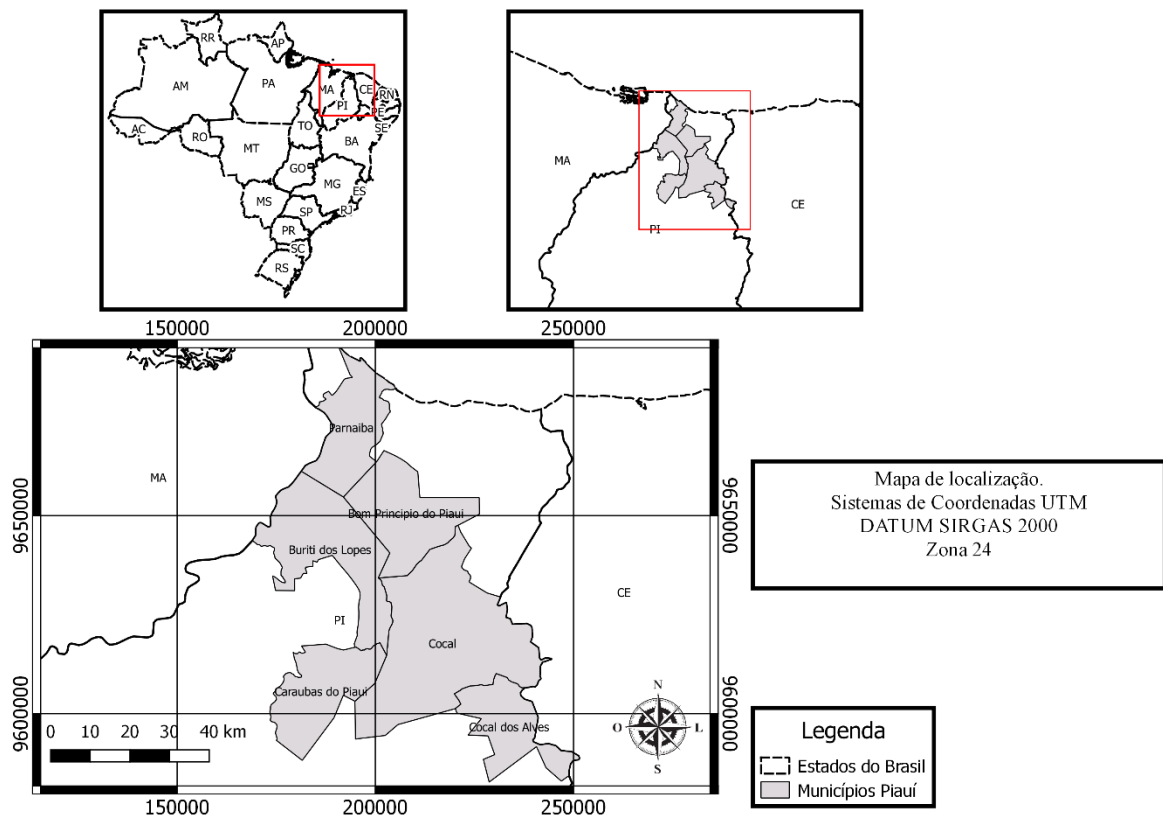 RR
AP
AM
PA
MA
CE
RN
PI
PE
AC
TO
SE
RO
BA
MT
GO
MG
MS
ES
SP
RJ
PR
SC
RS
MA
CE
PI
150000
200000
250000
Parnaiba
MA
9650000
Bom Principio do Piaui
9650000
Buriti dos Lopes
PI
CE
Cocal
Caraubas do Piaui
9600000
Cocal dos Alves
9600000
0 10 20 30 40 km
N
O
L
S
150000
200000
250000
Mapa de localização.
Sistemas de Coordenadas UTM
DATUM SIRGAS 2000
Zona 24
Legenda
Estados do Brasil
Municípios Piauí